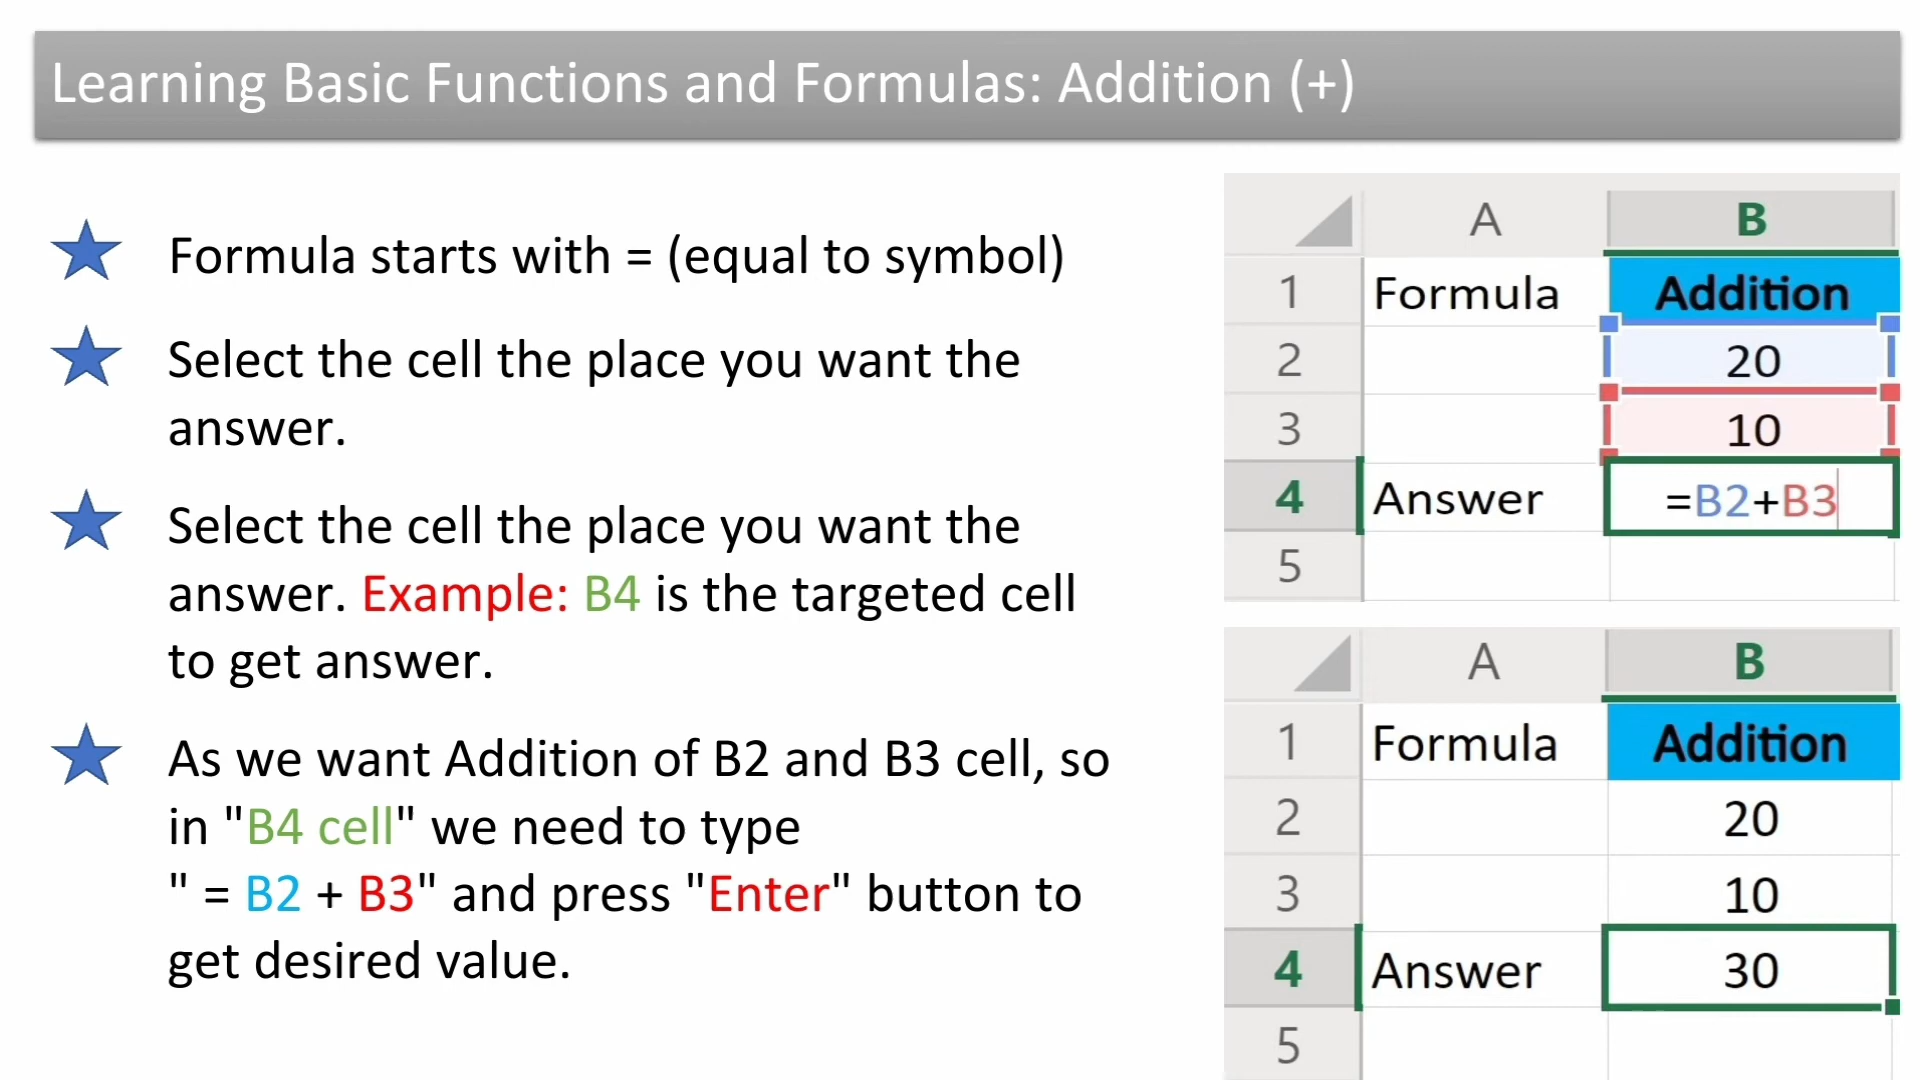 Learning Basic Functions and Formulas: Addition (+)
Formula starts with = (equal to symbol)
Select the cell the place you want the
answer.
Select the cell the place you want the
answer. Example: B4 is the targeted cell
to get answer.
As we want Addition of B2 and B3 cell, so
in "B4 cell" we need to type
" = B2 + B3" and press "Enter" button to
get desired value.
A B
1 Formula Addition
2 20
3 10
4 Answer =B2+B3
5
A B
1 Formula Addition
2 20
3 10
4 Answer 30
5